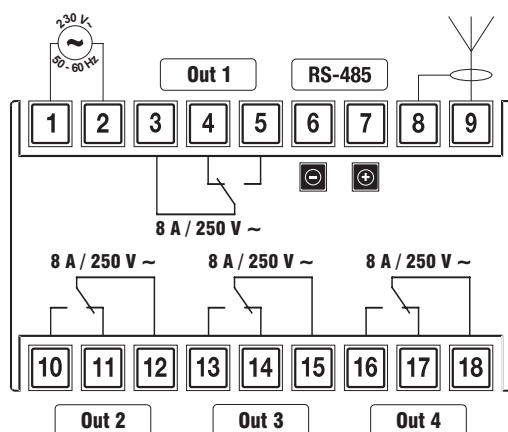 230 V~
~
50 - 60 Hz
Out 1
RS-485
1 2 3 4 5 6 7 8 9
8 A / 250 V ~
8 A / 250 V ~ 8 A / 250 V ~ 8 A / 250 V ~
10 11 12 13 14 15 16 17 18
Out 2 Out 3 Out 4